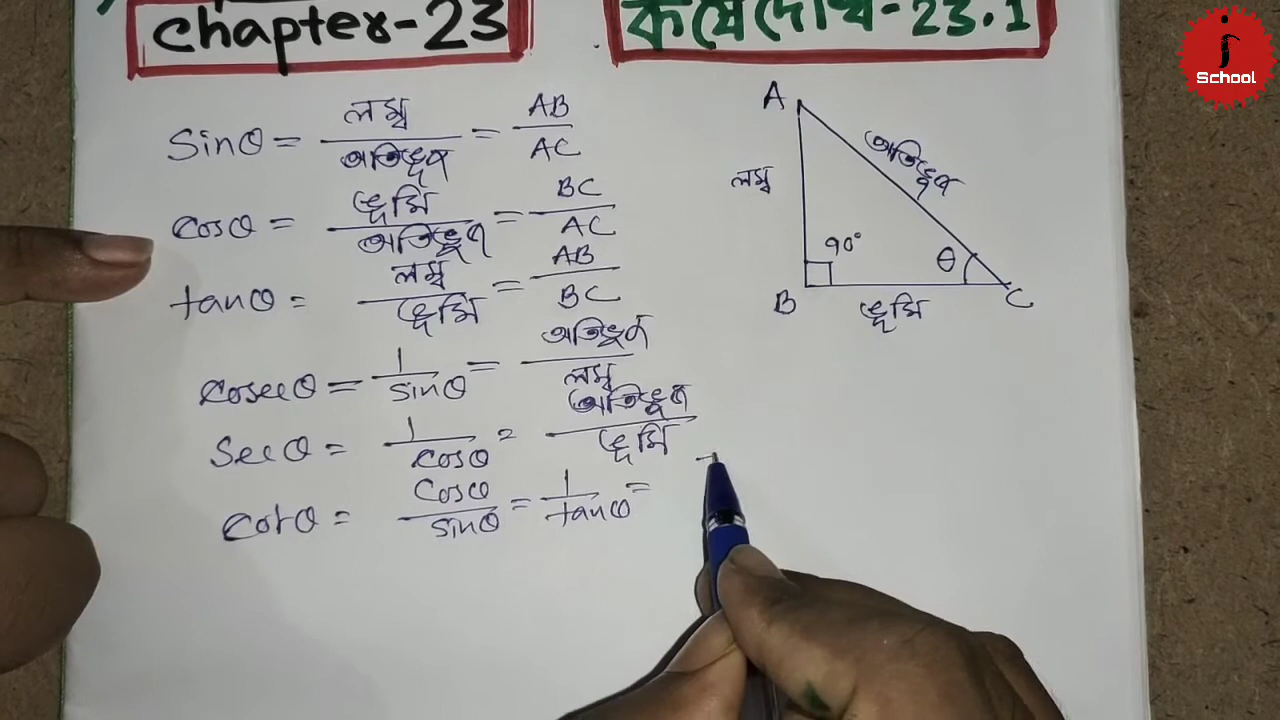 chapter-23
কষে দেখি-23.1
i
School
Sinθ = লম্ব/অতিভুজ = AB/AC
cosθ = ভূমি/অতিভুজ = BC/AC
tanθ = লম্ব/ভূমি = AB/BC
cosecθ = 1/sinθ = অতিভুজ/লম্ব
secθ = 1/cosθ = অতিভুজ/ভূমি
cotθ = cosθ/sinθ = 1/tanθ =
A
অতিভুজ
লম্ব
90°
θ
B
ভূমি
C